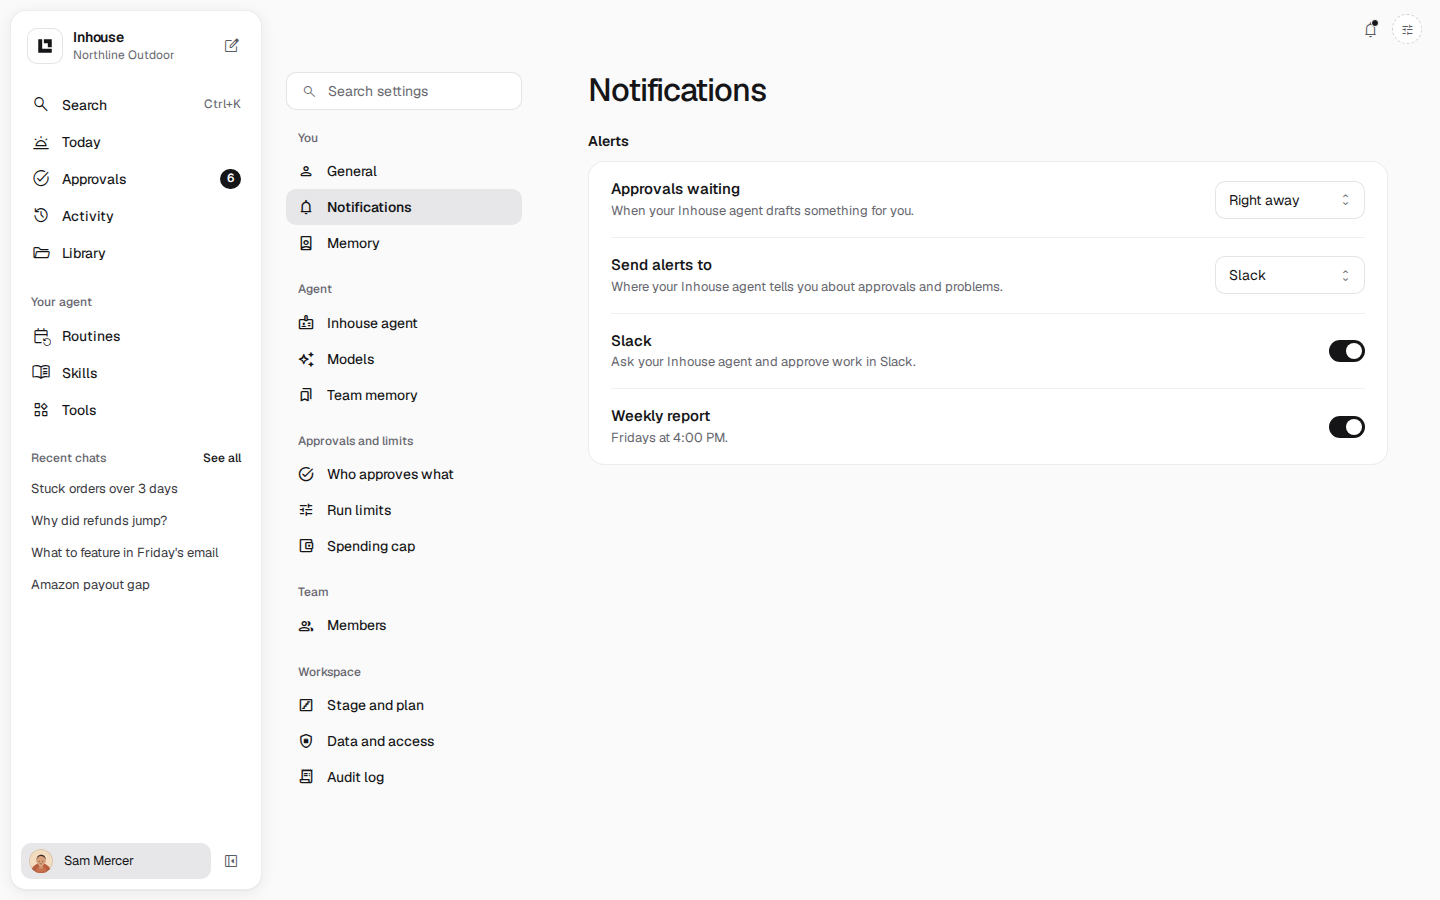 Inhouse
Northline Outdoor
Search Ctrl+K
Today
Approvals 6
Activity
Library
Your agent
Routines
Skills
Tools
Recent chats See all
Stuck orders over 3 days
Why did refunds jump?
What to feature in Friday's email
Amazon payout gap
Sam Mercer
Search settings
You
General
Notifications
Memory
Agent
Inhouse agent
Models
Team memory
Approvals and limits
Who approves what
Run limits
Spending cap
Team
Members
Workspace
Stage and plan
Data and access
Audit log
Notifications
Alerts
Approvals waiting
When your Inhouse agent drafts something for you.
Right away
Send alerts to
Where your Inhouse agent tells you about approvals and problems.
Slack
Slack
Ask your Inhouse agent and approve work in Slack.
Weekly report
Fridays at 4:00 PM.